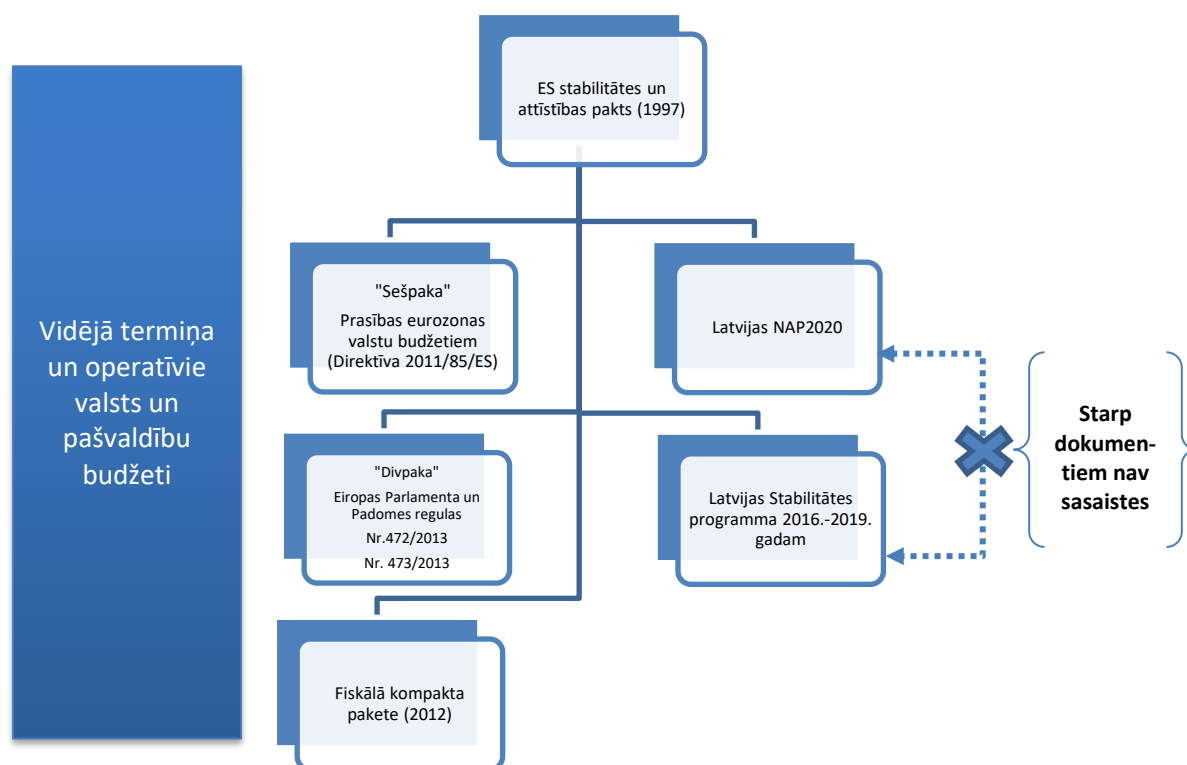 ES stabilitātes un
attīstības pakts (1997)
Vidējā termiņa
un operatīvie
valsts un
pašvaldību
budžeti
"Sešpaka"
Prasības eurozonas
valstu budžetiem
(Direktīva 2011/85/ES)
Latvijas NAP2020
"Divpaka"
Eiropas Parlamenta un
Padomes regulas
Nr.472/2013
Nr. 473/2013
Latvijas Stabilitātes
programma 2016.-2019.
gadam
Starp
dokumen-
tiem nav
sasaistes
Fiskālā kompakta
pakete (2012)